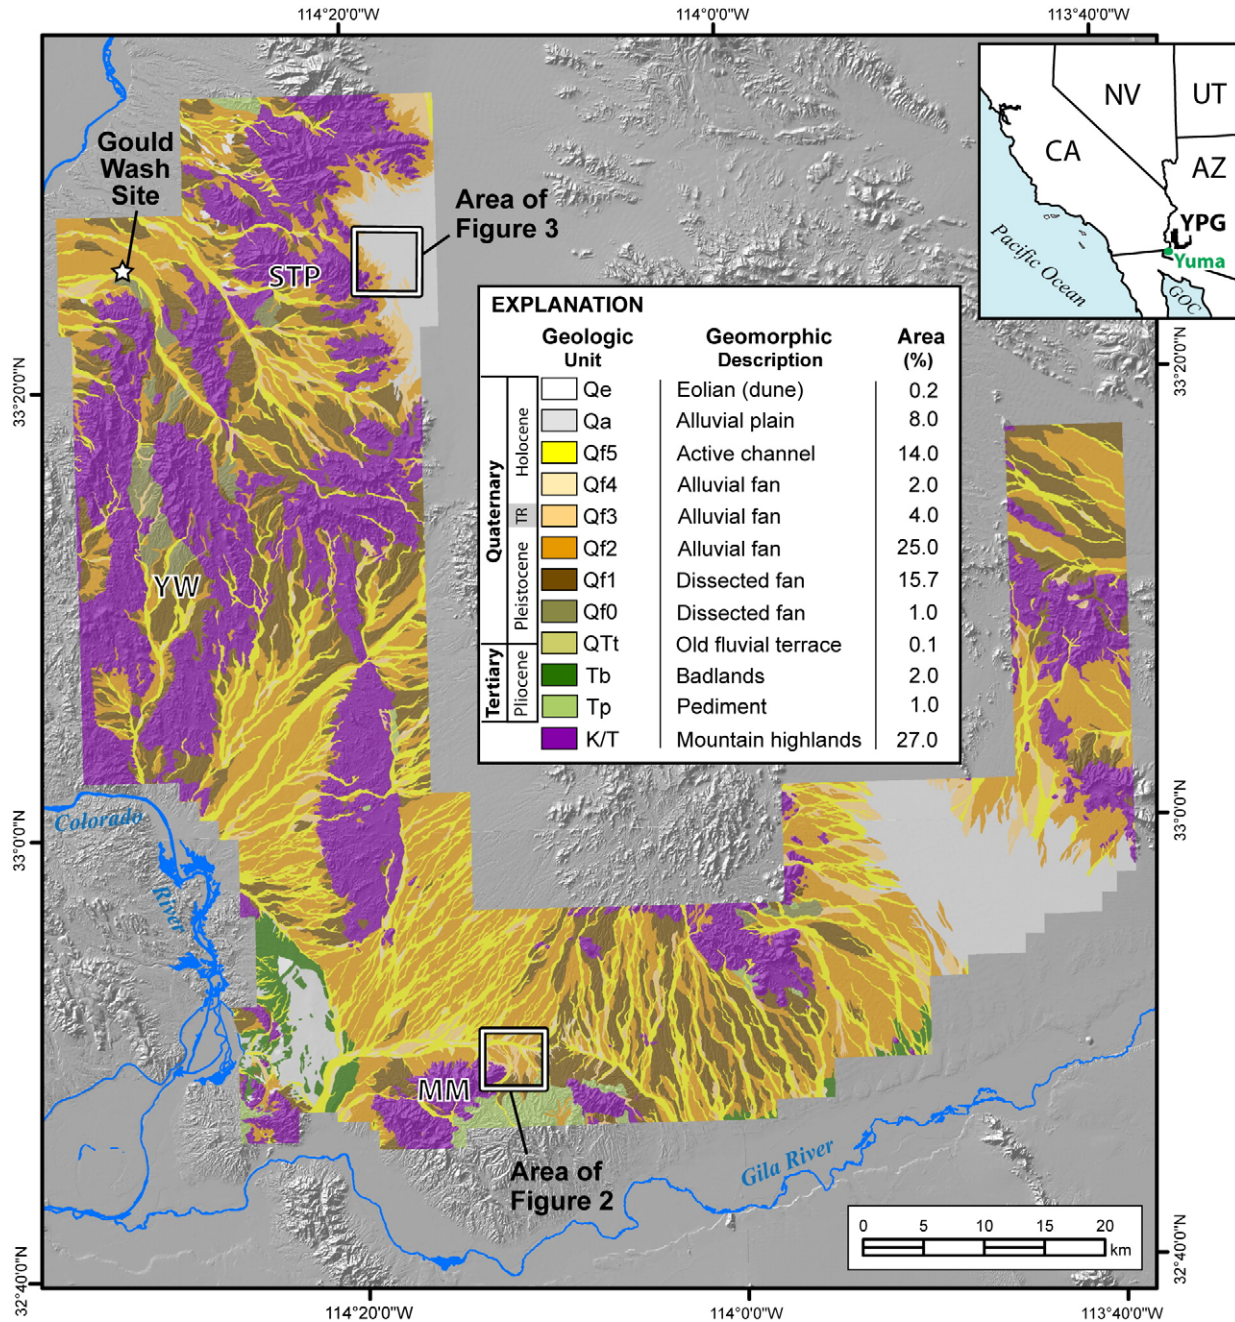 114°20'0"W
114°0'0"W
113°40'0"W
Gould
Wash
Site
Area of
Figure 3
STP
NV
UT
CA
AZ
YPG
Yuma
Pacific Ocean
GOC
33°20'0"N
33°20'0"N
EXPLANATION
Geologic Unit Geomorphic Description Area (%)
Quaternary
Holocene
TR
Pleistocene
Tertiary
Pliocene
Qe Eolian (dune) 0.2
Qa Alluvial plain 8.0
Qf5 Active channel 14.0
Qf4 Alluvial fan 2.0
Qf3 Alluvial fan 4.0
Qf2 Alluvial fan 25.0
Qf1 Dissected fan 15.7
Qf0 Dissected fan 1.0
QTt Old fluvial terrace 0.1
Tb Badlands 2.0
Tp Pediment 1.0
K/T Mountain highlands 27.0
YW
33°0'0"N
33°0'0"N
Colorado
River
MM
Area of
Figure 2
Gila River
0 5 10 15 20
km
32°40'0"N
32°40'0"N
114°20'0"W
114°0'0"W
113°40'0"W